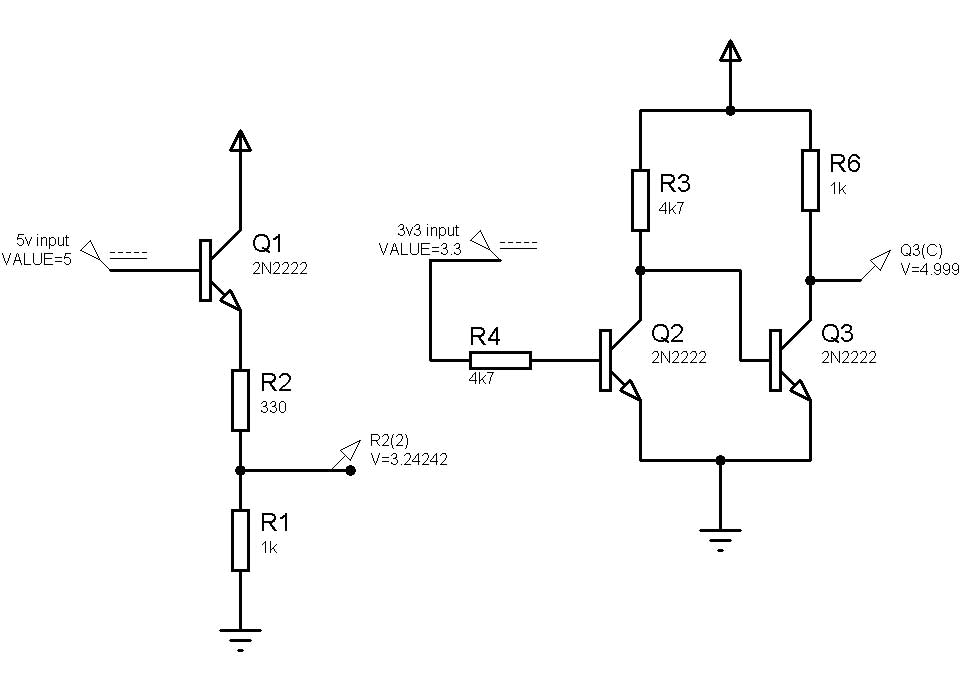 5v input
VALUE=5
Q1
2N2222
R2
330
R2(2)
V=3.24242
R1
1k
3v3 input
VALUE=3.3
R4
4k7
R3
4k7
Q2
2N2222
R6
1k
Q3(C)
V=4.999
Q3
2N2222